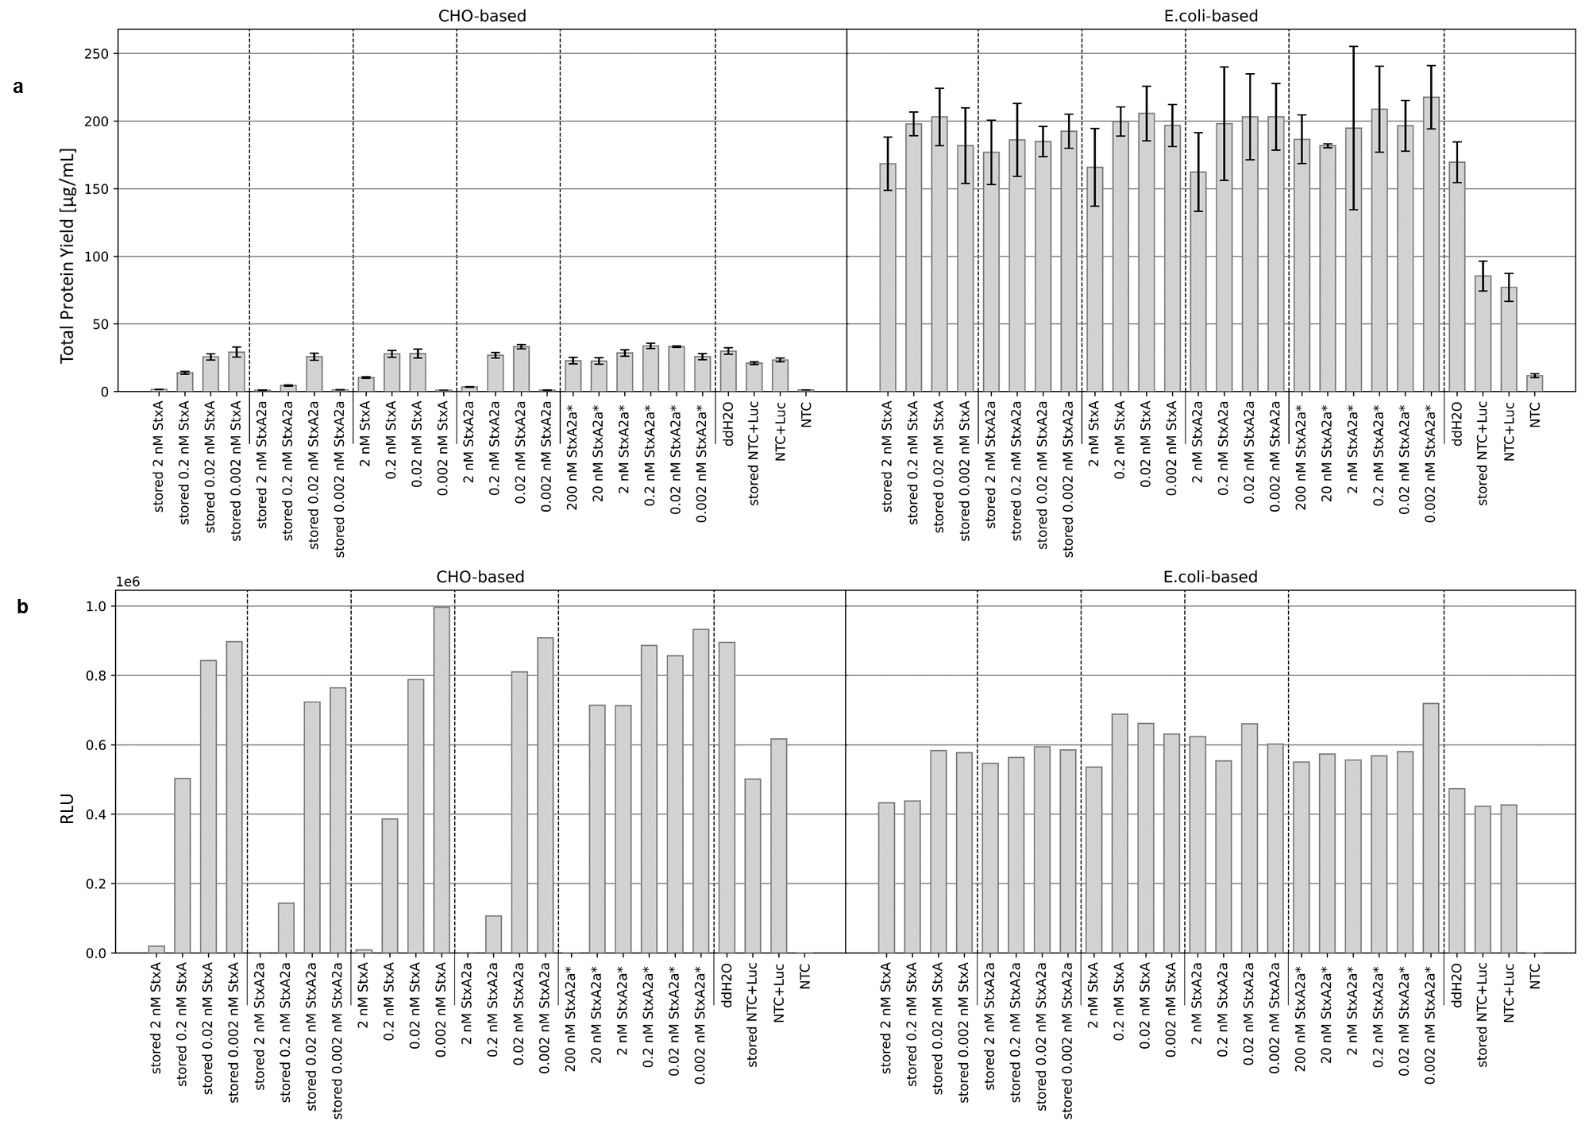 CHO-based
E.coli-based
a
Total Protein Yield [µg/mL]
250
200
150
100
50
0
stored 2 nM StxA
stored 0.2 nM StxA
stored 0.02 nM StxA
stored 0.002 nM StxA
stored 2 nM StxA2a
stored 0.2 nM StxA2a
stored 0.02 nM StxA2a
stored 0.002 nM StxA2a
2 nM StxA
0.2 nM StxA
0.02 nM StxA
0.002 nM StxA
2 nM StxA2a
0.2 nM StxA2a
0.02 nM StxA2a
0.002 nM StxA2a
200 nM StxA2a*
20 nM StxA2a*
2 nM StxA2a*
0.2 nM StxA2a*
0.02 nM StxA2a*
0.002 nM StxA2a*
ddH2O
stored NTC+Luc
NTC+Luc
NTC
stored 2 nM StxA
stored 0.2 nM StxA
stored 0.02 nM StxA
stored 0.002 nM StxA
stored 2 nM StxA2a
stored 0.2 nM StxA2a
stored 0.02 nM StxA2a
stored 0.002 nM StxA2a
2 nM StxA
0.2 nM StxA
0.02 nM StxA
0.002 nM StxA
2 nM StxA2a
0.2 nM StxA2a
0.02 nM StxA2a
0.002 nM StxA2a
200 nM StxA2a*
20 nM StxA2a*
2 nM StxA2a*
0.2 nM StxA2a*
0.02 nM StxA2a*
0.002 nM StxA2a*
ddH2O
stored NTC+Luc
NTC+Luc
NTC
CHO-based
E.coli-based
b
1e6
RLU
1.0
0.8
0.6
0.4
0.2
0.0
stored 2 nM StxA
stored 0.2 nM StxA
stored 0.02 nM StxA
stored 0.002 nM StxA
stored 2 nM StxA2a
stored 0.2 nM StxA2a
stored 0.02 nM StxA2a
stored 0.002 nM StxA2a
2 nM StxA
0.2 nM StxA
0.02 nM StxA
0.002 nM StxA
2 nM StxA2a
0.2 nM StxA2a
0.02 nM StxA2a
0.002 nM StxA2a
200 nM StxA2a*
20 nM StxA2a*
2 nM StxA2a*
0.2 nM StxA2a*
0.02 nM StxA2a*
0.002 nM StxA2a*
ddH2O
stored NTC+Luc
NTC+Luc
NTC
stored 2 nM StxA
stored 0.2 nM StxA
stored 0.02 nM StxA
stored 0.002 nM StxA
stored 2 nM StxA2a
stored 0.2 nM StxA2a
stored 0.02 nM StxA2a
stored 0.002 nM StxA2a
2 nM StxA
0.2 nM StxA
0.02 nM StxA
0.002 nM StxA
2 nM StxA2a
0.2 nM StxA2a
0.02 nM StxA2a
0.002 nM StxA2a
200 nM StxA2a*
20 nM StxA2a*
2 nM StxA2a*
0.2 nM StxA2a*
0.02 nM StxA2a*
0.002 nM StxA2a*
ddH2O
stored NTC+Luc
NTC+Luc
NTC